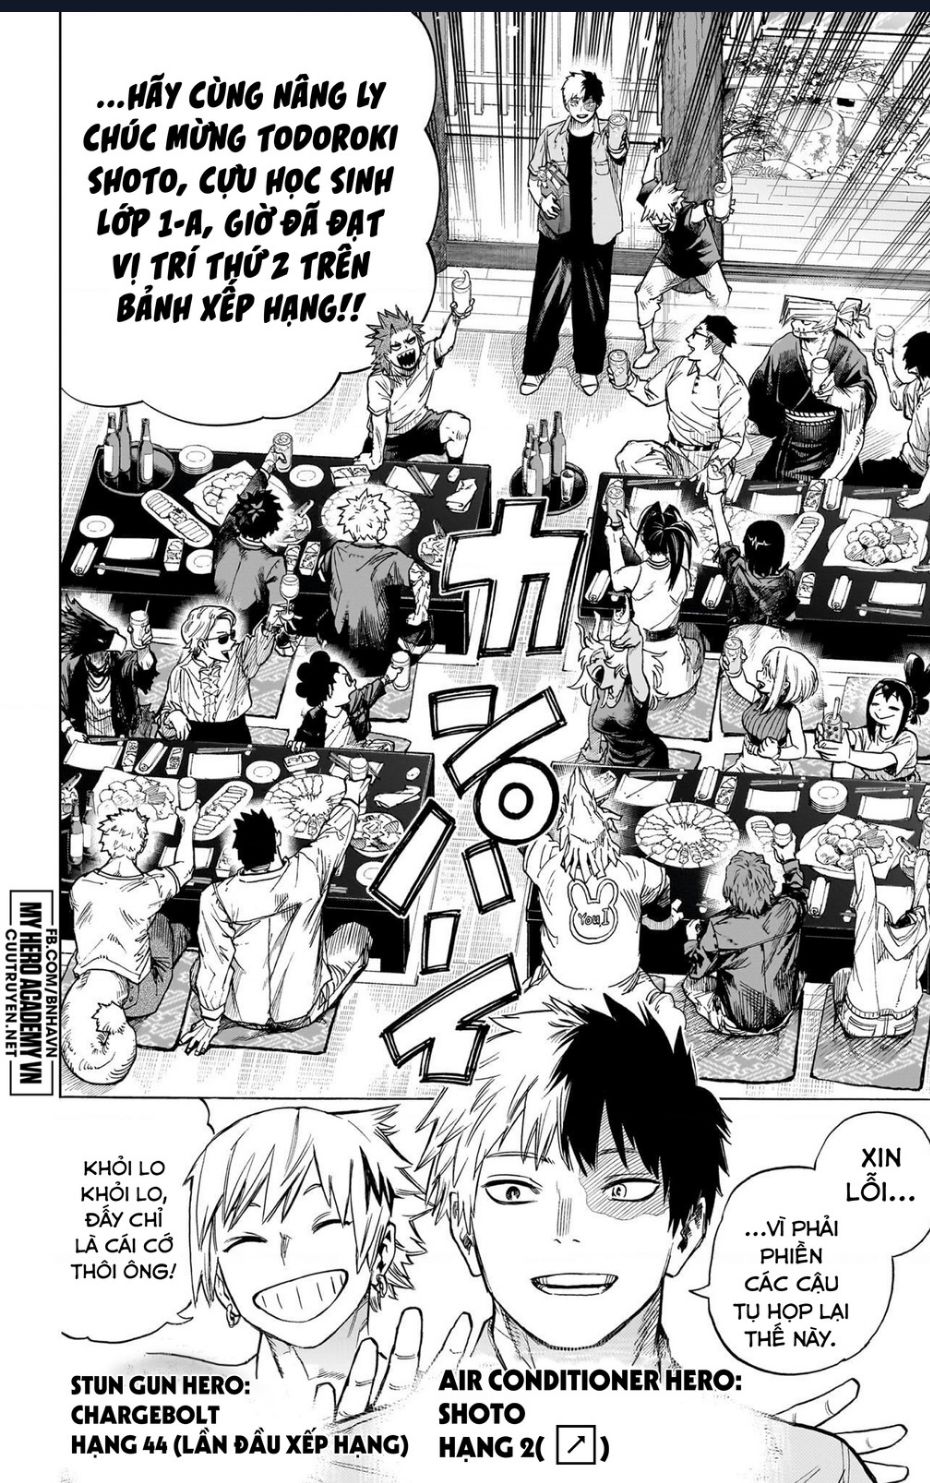 ...HÃY CÙNG NÂNG LY
CHÚC MỪNG TODOROKI
SHOTO, CỰU HỌC SINH
LỚP 1-A, GIỜ ĐÃ ĐẠT
VỊ TRÍ THỨ 2 TRÊN
BẢNH XẾP HẠNG!!
カンパーイ
You, I
FB.COM/BNHAVN
MY HERO ACADEMY VN
CUUTRUYEN.NET
XIN
LỖI...
...VÌ PHẢI
PHIỀN
CÁC CẬU
TỤ HỌP LẠI
THẾ NÀY.
KHỎI LO
KHỎI LO,
ĐẤY CHỈ
LÀ CÁI CỚ
THÔI ÔNG!
STUN GUN HERO:
CHARGEBOLT
HẠNG 44 (LẦN ĐẦU XẾP HẠNG)
AIR CONDITIONER HERO:
SHOTO
HẠNG 2(↗)